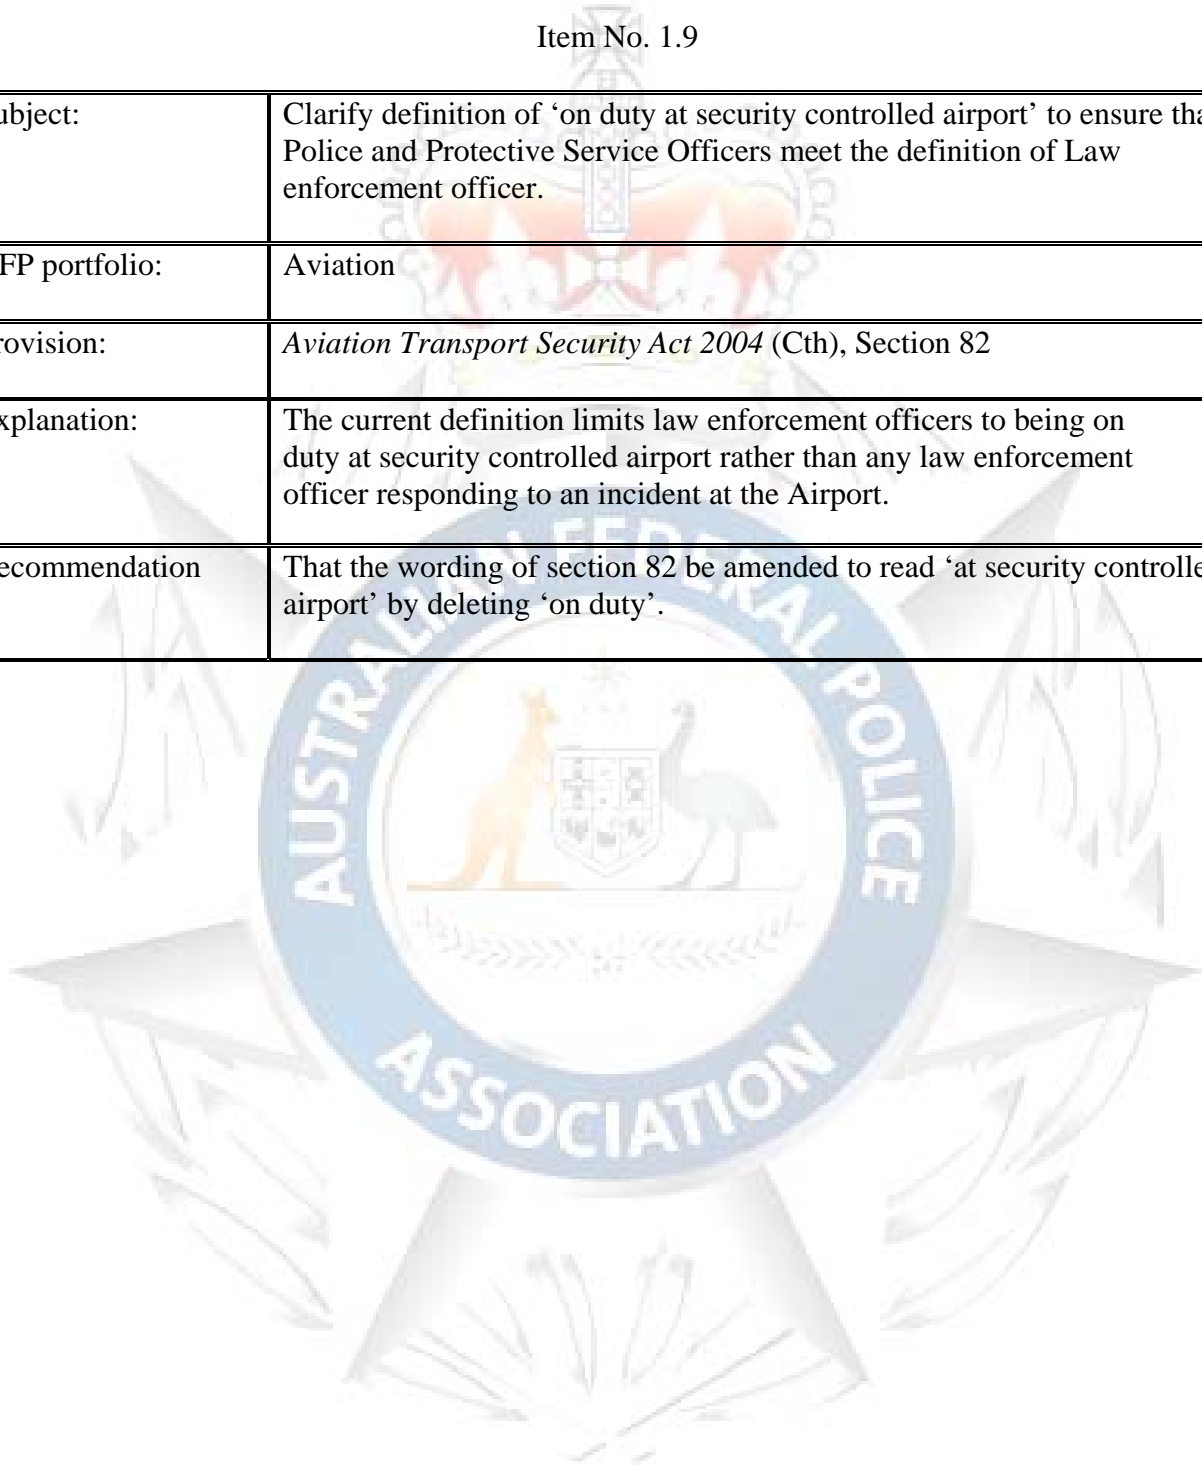 Item No. 1.9
ubject:
Clarify definition of ‘on duty at security controlled airport’ to ensure tha
Police and Protective Service Officers meet the definition of Law
enforcement officer.
FP portfolio:
Aviation
rovision:
Aviation Transport Security Act 2004 (Cth), Section 82
xplanation:
The current definition limits law enforcement officers to being on
duty at security controlled airport rather than any law enforcement
officer responding to an incident at the Airport.
ecommendation
That the wording of section 82 be amended to read ‘at security controlle
airport’ by deleting ‘on duty’.
AUSTRALIAN FEDERAL POLICE
ASSOCIATION